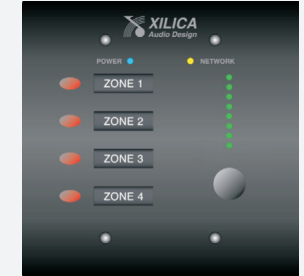 XILICA
Audio Design
POWER
NETWORK
ZONE 1
ZONE 2
ZONE 3
ZONE 4